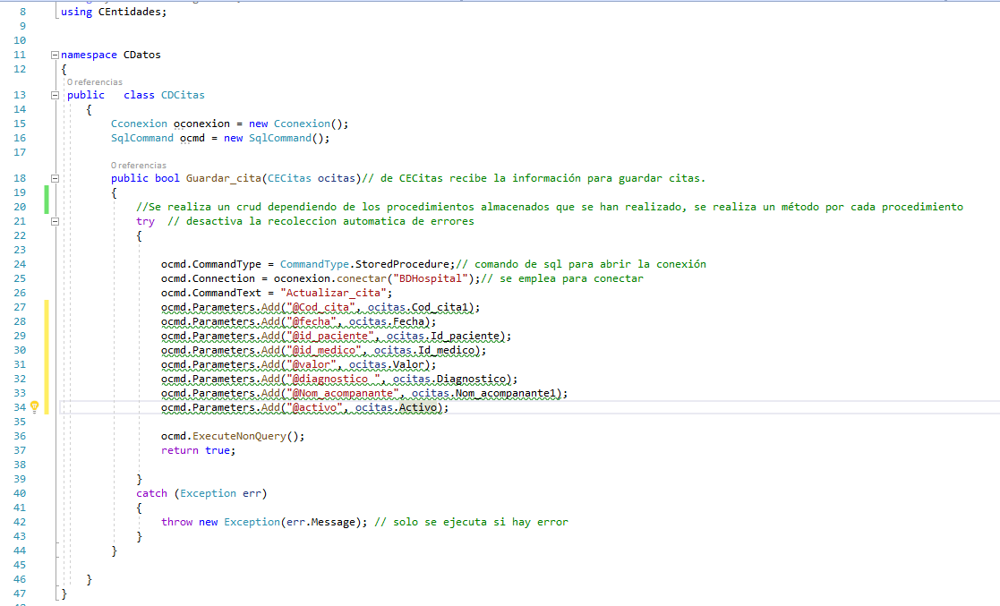 8 using CEntidades;
9
10
11 namespace CDatos
12 {
0 referencias
13 public   class CDCitas
14 {
15 Cconexion oconexion = new Cconexion();
16 SqlCommand ocmd = new SqlCommand();
17
0 referencias
18 public bool Guardar_cita(CECitas ocitas)// de CECitas recibe la información para guardar citas.
19 {
20 //Se realiza un crud dependiendo de los procedimientos almacenados que se han realizado, se realiza un método por cada procedimiento
21 try  // desactiva la recoleccion automatica de errores
22 {
23
24 ocmd.CommandType = CommandType.StoredProcedure;// comando de sql para abrir la conexión
25 ocmd.Connection = oconexion.conectar("BDHospital");// se emplea para conectar
26 ocmd.CommandText = "Actualizar_cita";
27 ocmd.Parameters.Add("@Cod_cita", ocitas.Cod_cita1);
28 ocmd.Parameters.Add("@fecha", ocitas.Fecha);
29 ocmd.Parameters.Add("@id_paciente", ocitas.Id_paciente);
30 ocmd.Parameters.Add("@id_medico", ocitas.Id_medico);
31 ocmd.Parameters.Add("@valor", ocitas.Valor);
32 ocmd.Parameters.Add("@diagnostico ", ocitas.Diagnostico);
33 ocmd.Parameters.Add("@Nom_acompanante", ocitas.Nom_acompanante1);
34 ocmd.Parameters.Add("@activo", ocitas.Activo);
35
36 ocmd.ExecuteNonQuery();
37 return true;
38
39 }
40 catch (Exception err)
41 {
42 throw new Exception(err.Message); // solo se ejecuta si hay error
43 }
44 }
45
46 }
47 }